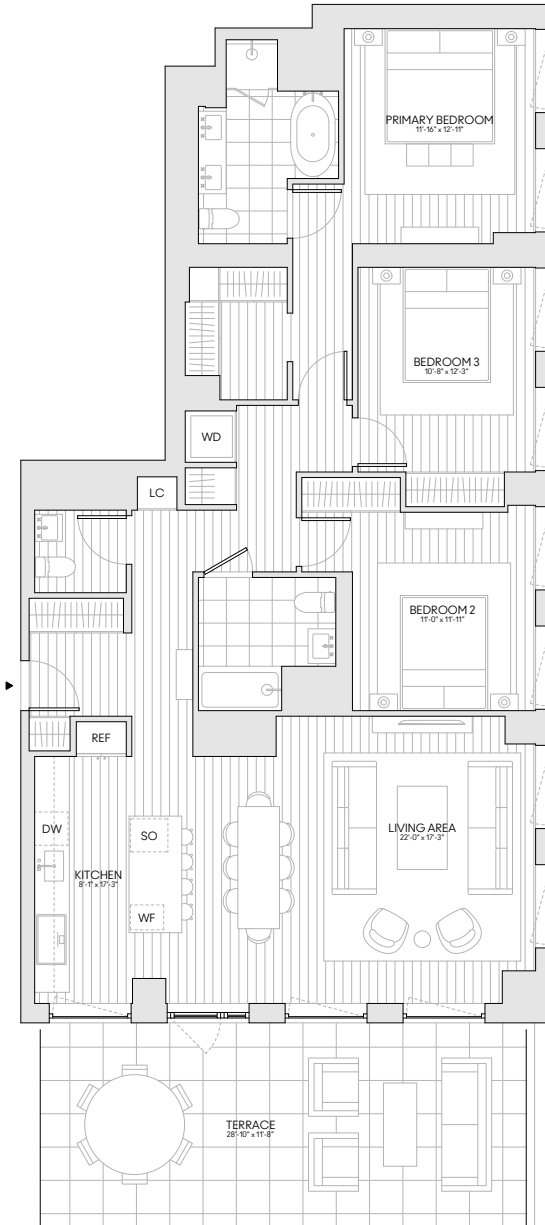 PRIMARY BEDROOM
11'-16" x 12'-11"
BEDROOM 3
10'-8" x 12'-3"
WD
LC
BEDROOM 2
11'-0" x 11'-11"
REF
DW
SO
LIVING AREA
22'-0" x 17'-3"
KITCHEN
8'-1" x 17'-3"
WF
TERRACE
28'-10" x 11'-8"